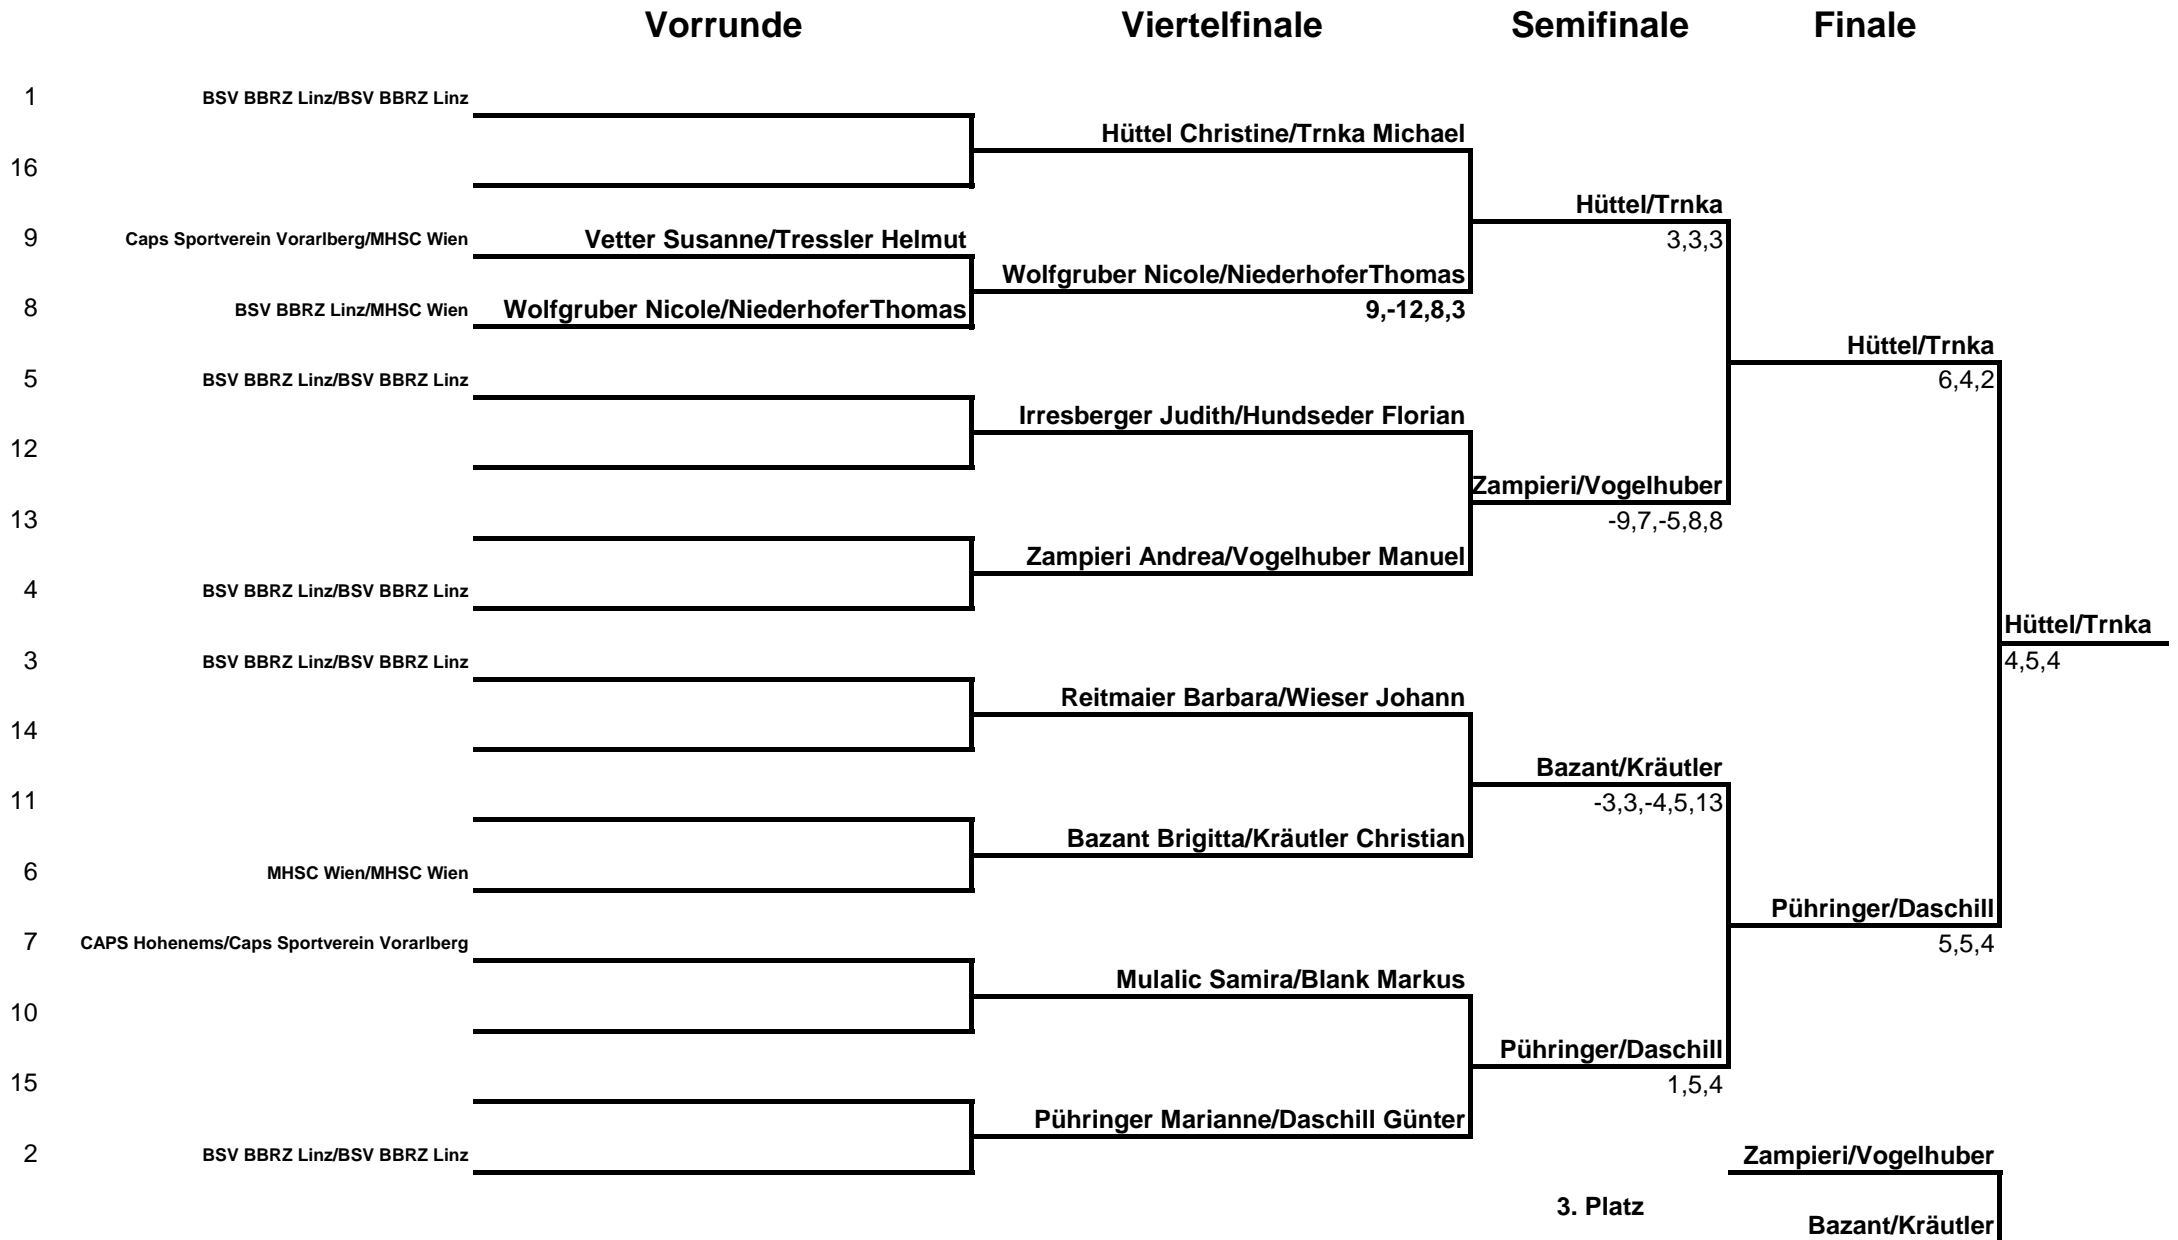 Vorrunde Viertelfinale Semifinale Finale
1 BSV BBRZ Linz/BSV BBRZ Linz
Hüttel Christine/Trnka Michael
16
Hüttel/Trnka
9 Caps Sportverein Vorarlberg/MHSC Wien Vetter Susanne/Tressler Helmut 3,3,3
Wolfgruber Nicole/NiederhoferThomas
8 BSV BBRZ Linz/MHSC Wien Wolfgruber Nicole/NiederhoferThomas 9,-12,8,3
Hüttel/Trnka
5 BSV BBRZ Linz/BSV BBRZ Linz 6,4,2
Irresberger Judith/Hundseder Florian
12
Zampieri/Vogelhuber
13 -9,7,-5,8,8
Zampieri Andrea/Vogelhuber Manuel
4 BSV BBRZ Linz/BSV BBRZ Linz
Hüttel/Trnka
3 BSV BBRZ Linz/BSV BBRZ Linz 4,5,4
Reitmaier Barbara/Wieser Johann
14
Bazant/Kräutler
11 -3,3,-4,5,13
Bazant Brigitta/Kräutler Christian
6 MHSC Wien/MHSC Wien
Pühringer/Daschill
7 CAPS Hohenems/Caps Sportverein Vorarlberg 5,5,4
Mulalic Samira/Blank Markus
10
Pühringer/Daschill
15 1,5,4
Pühringer Marianne/Daschill Günter
2 BSV BBRZ Linz/BSV BBRZ Linz Zampieri/Vogelhuber
3. Platz
Bazant/Kräutler